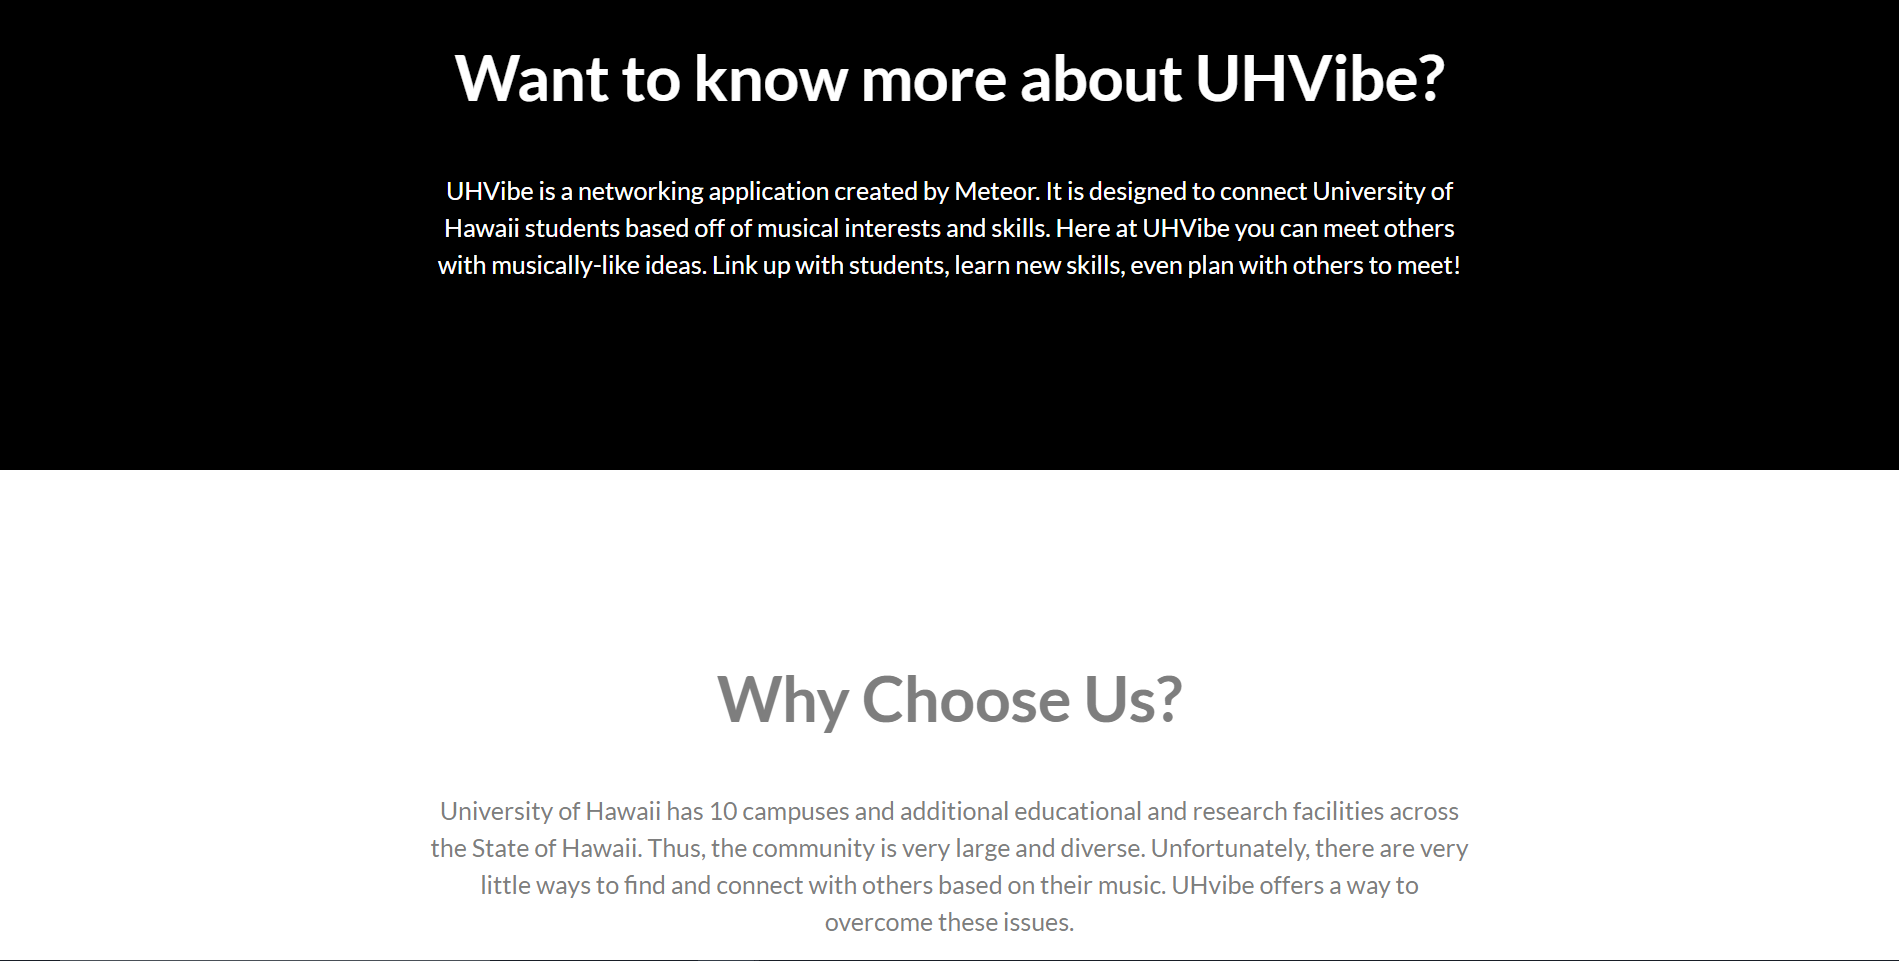 Want to know more about UHVibe?
UHVibe is a networking application created by Meteor. It is designed to connect University of
Hawaii students based off of musical interests and skills. Here at UHVibe you can meet others
with musically-like ideas. Link up with students, learn new skills, even plan with others to meet!
Why Choose Us?
University of Hawaii has 10 campuses and additional educational and research facilities across
the State of Hawaii. Thus, the community is very large and diverse. Unfortunately, there are very
little ways to find and connect with others based on their music. UHvibe offers a way to
overcome these issues.